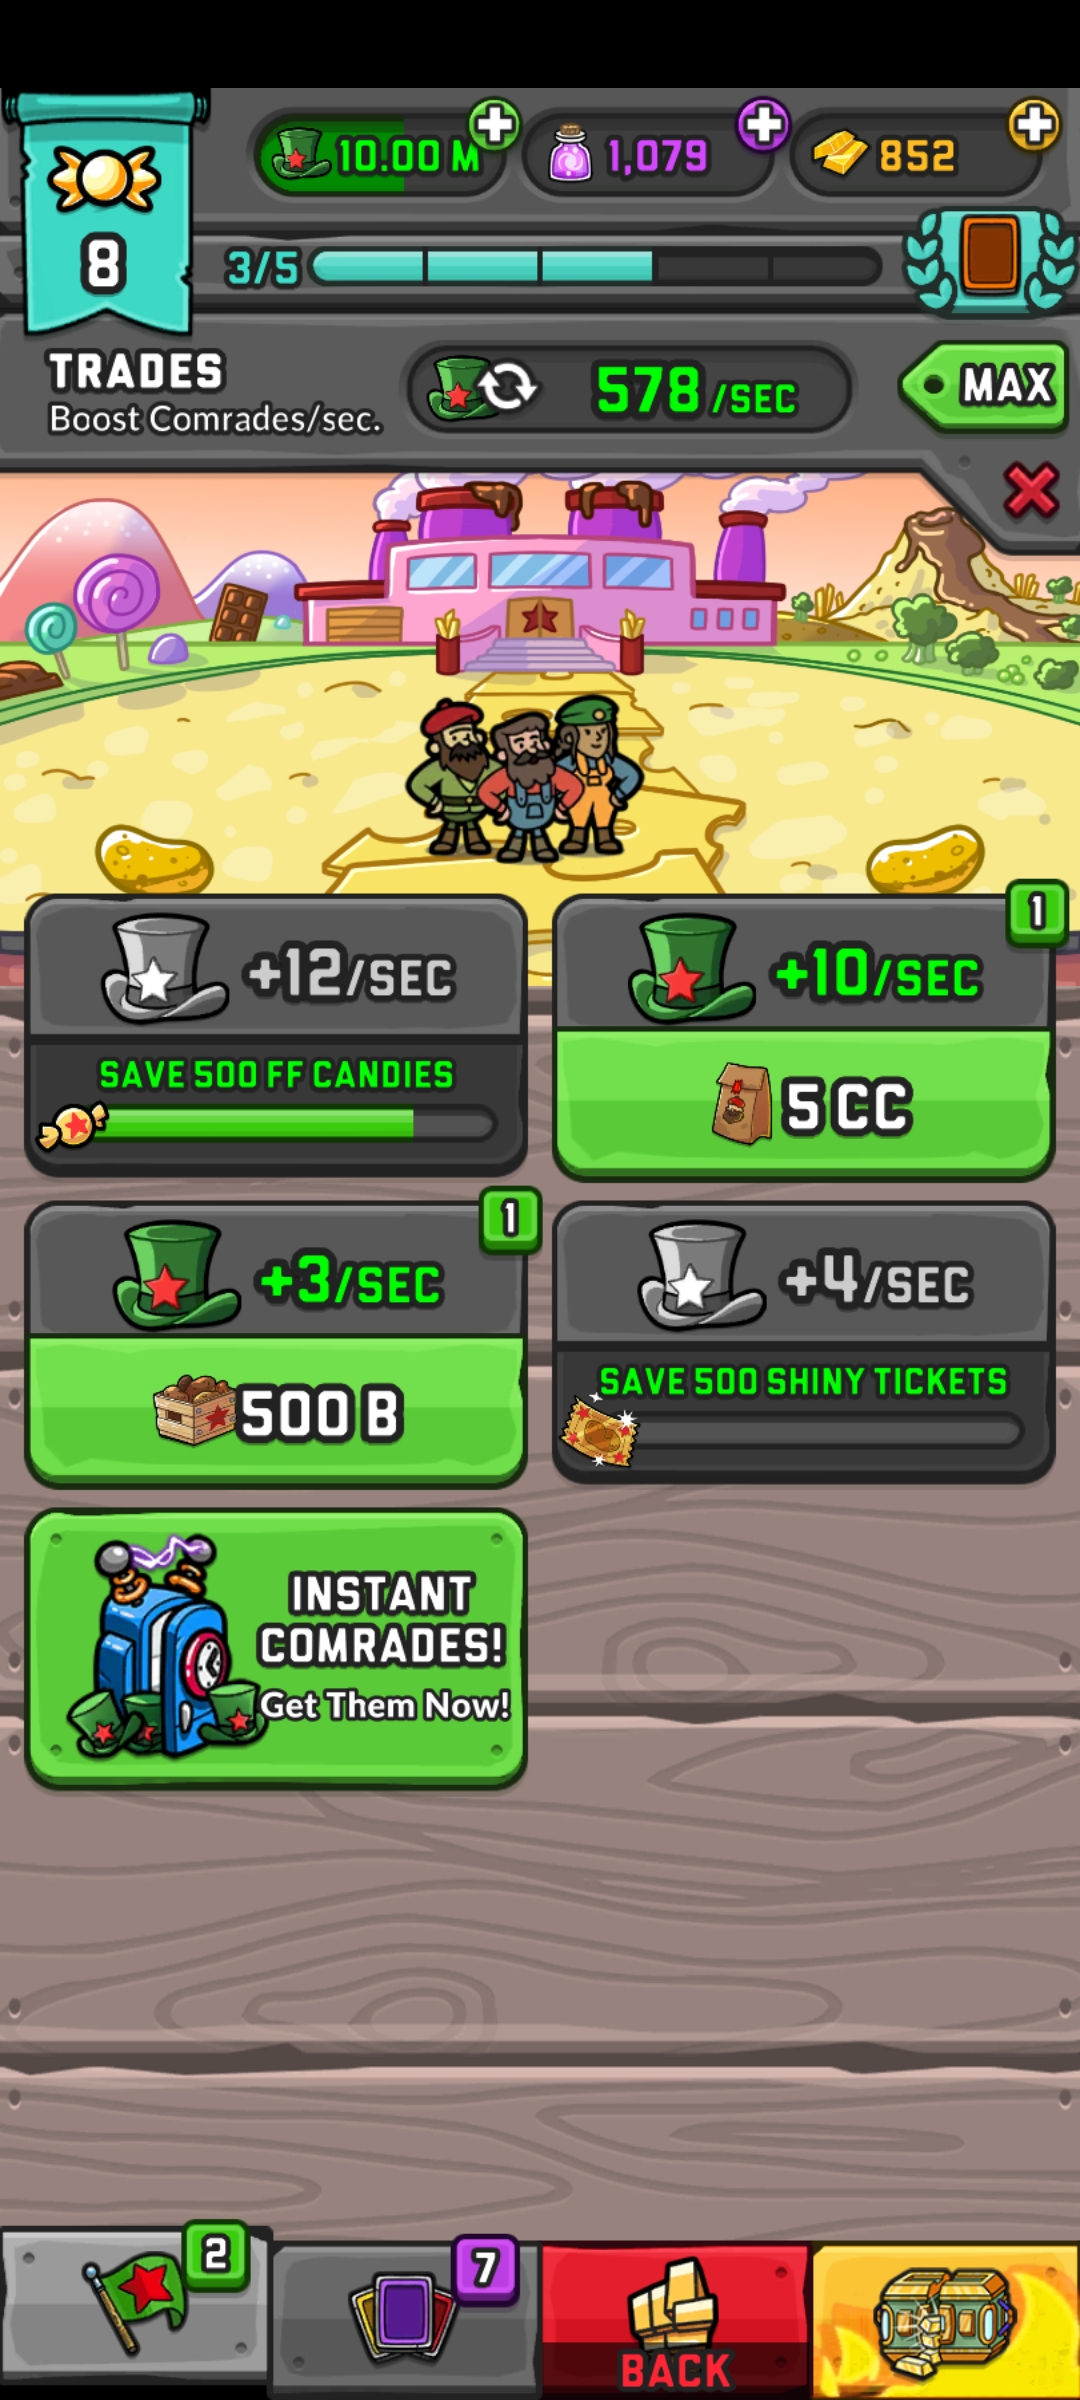 10.00 M
1,079
852
8
3/5
TRADES
Boost Comrades/sec.
578 /SEC
MAX
+12/SEC
SAVE 500 FF CANDIES
1
+10/SEC
5 CC
1
+3/SEC
500 B
+4/SEC
SAVE 500 SHINY TICKETS
INSTANT
COMRADES!
Get Them Now!
2
7
BACK